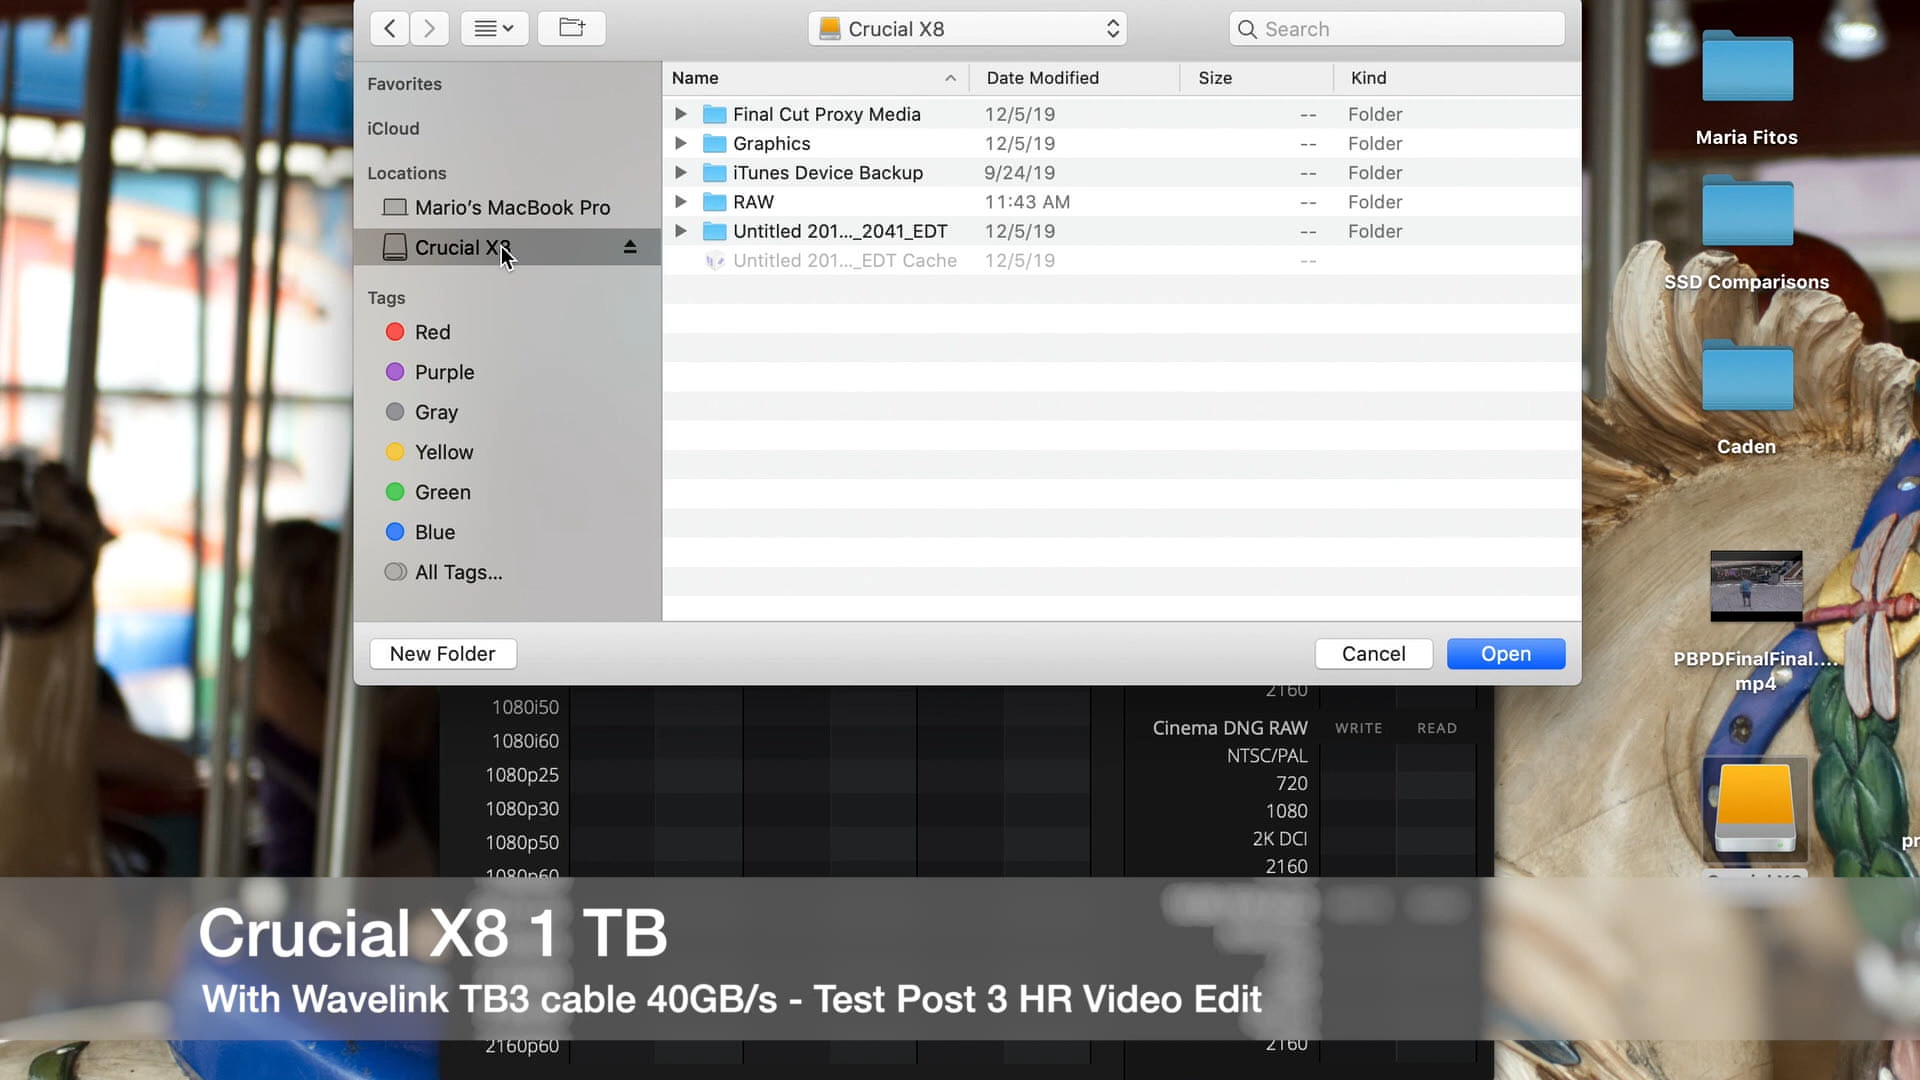 Crucial X8
Search
Favorites
iCloud
Locations
Mario's MacBook Pro
Crucial X8
Tags
Red
Purple
Gray
Yellow
Green
Blue
All Tags...
Name
Date Modified
Size
Kind
Final Cut Proxy Media 12/5/19 -- Folder
Graphics 12/5/19 -- Folder
iTunes Device Backup 9/24/19 -- Folder
RAW 11:43 AM -- Folder
Untitled 201..._2041_EDT 12/5/19 -- Folder
Untitled 201..._EDT Cache 12/5/19 --
New Folder
Cancel
Open
Maria Fitos
SSD Comparisons
Caden
PBPDFinalFinal....
mp4
1080i50
1080i60
1080p25
1080p30
1080p50
1080p60
2160p60
2160
Cinema DNG RAW WRITE READ
NTSC/PAL
720
1080
2K DCI
2160
2160
Crucial X8 1 TB
With Wavelink TB3 cable 40GB/s - Test Post 3 HR Video Edit